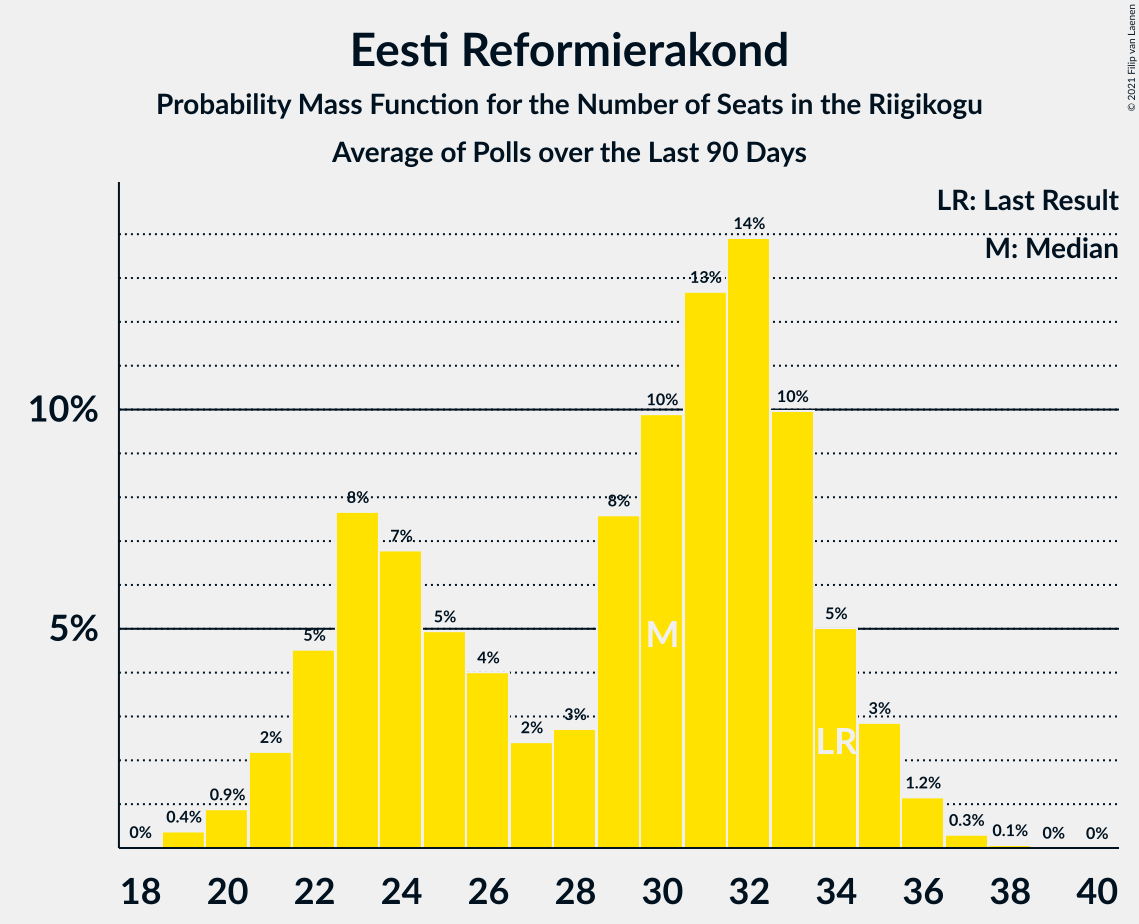 Eesti Reformierakond
Probability Mass Function for the Number of Seats in the Riigikogu
Average of Polls over the Last 90 Days
© 2021 Filip van Laenen
LR: Last Result
M: Median
10%
5%
0%
0.4%
0.9%
2%
5%
8%
7%
5%
4%
2%
3%
8%
10%
13%
14%
10%
5%
3%
1.2%
0.3%
0.1%
0%
0%
M
LR
18 20 22 24 26 28 30 32 34 36 38 40